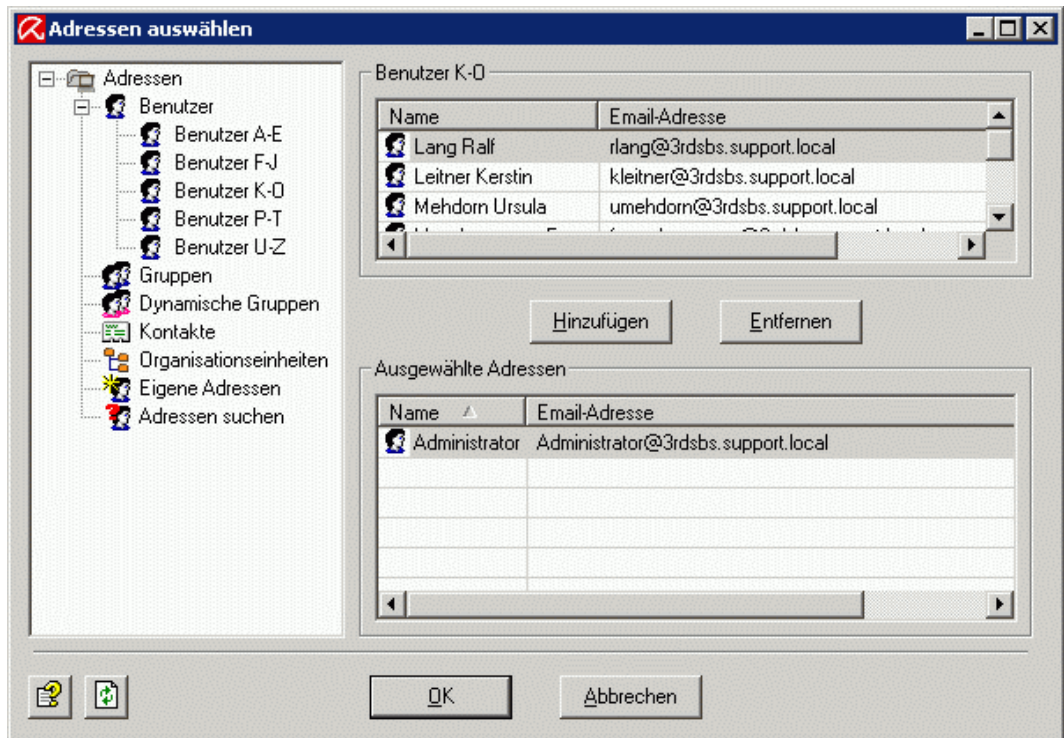 Adressen auswählen
Adressen
Benutzer
Benutzer A-E
Benutzer F-J
Benutzer K-O
Benutzer P-T
Benutzer U-Z
Gruppen
Dynamische Gruppen
Kontakte
Organisationseinheiten
Eigene Adressen
Adressen suchen
Benutzer K-O
Name Email-Adresse
Lang Ralf rlang@3rdsbs.support.local
Leitner Kerstin kleitner@3rdsbs.support.local
Mehdorn Ursula umehdorn@3rdsbs.support.local
Hinzufügen Entfernen
Ausgewählte Adressen
Name Email-Adresse
Administrator Administrator@3rdsbs.support.local
OK Abbrechen